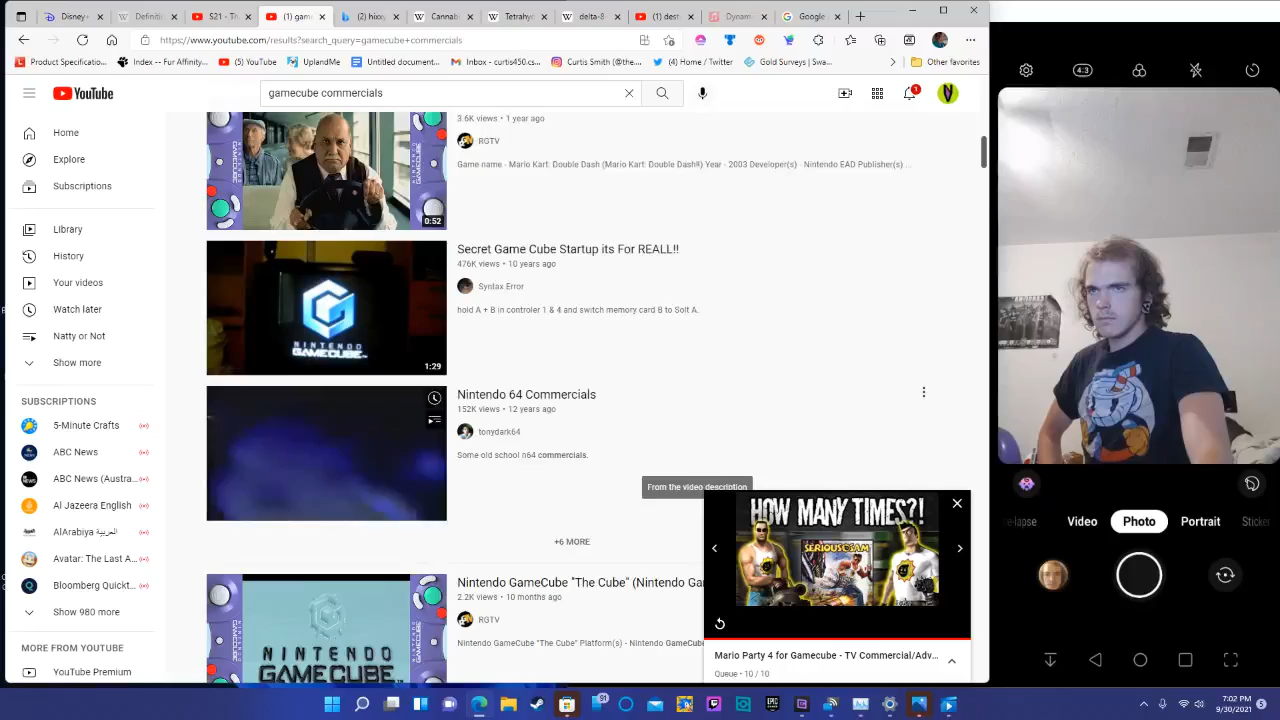 Disney
Definiti
S21 - Th
(1) game
(2) hixxy
Cannab
Tetrahy
delta-8
(1) dest
Dynam
Google
https://www.youtube.com/results?search_query=gamecube+commercials
Product Specificatio...
Index -- Fur Affinity...
(5) YouTube
UplandMe
Untitled document...
Inbox - curtis450.cs...
Curtis Smith (@the...
(4) Home / Twitter
Gold Surveys | Swa...
Other favorites
YouTube
gamecube commercials
1
Home
Explore
Subscriptions
Library
History
Your videos
Watch later
Natty or Not
Show more
SUBSCRIPTIONS
5-Minute Crafts
ABC News
ABC News (Austra...
Al Jazeera English
AlArabiya العربية
Avatar: The Last A...
Bloomberg Quickt...
Show 980 more
MORE FROM YOUTUBE
YouTube Premium
3.6K views • 1 year ago
RGTV
Game name - Mario Kart: Double Dash (Mario Kart: Double Dash!!) Year - 2003 Developer(s) - Nintendo EAD Publisher(s) ...
0:52
Secret Game Cube Startup its For REALL!!
476K views • 10 years ago
Syntax Error
hold A + B in controler 1 & 4 and switch memory card B to Solt A.
NINTENDO
GAMECUBE
1:29
Nintendo 64 Commercials
152K views • 12 years ago
tonydark64
Some old school n64 commercials.
From the video description
+6 MORE
Nintendo GameCube "The Cube" (Nintendo Ga
2.2K views • 10 months ago
RGTV
Nintendo GameCube "The Cube" Platform(s) - Nintendo GameCu
NINTENDO
GAMECUBE
HOW MANY TIMES?!
SERIOUS SAM
Mario Party 4 for Gamecube - TV Commercial/Adv...
Queue • 10 / 10
4:3
e-lapse
Video
Photo
Portrait
Sticker
91
7:02 PM
9/30/2021
5